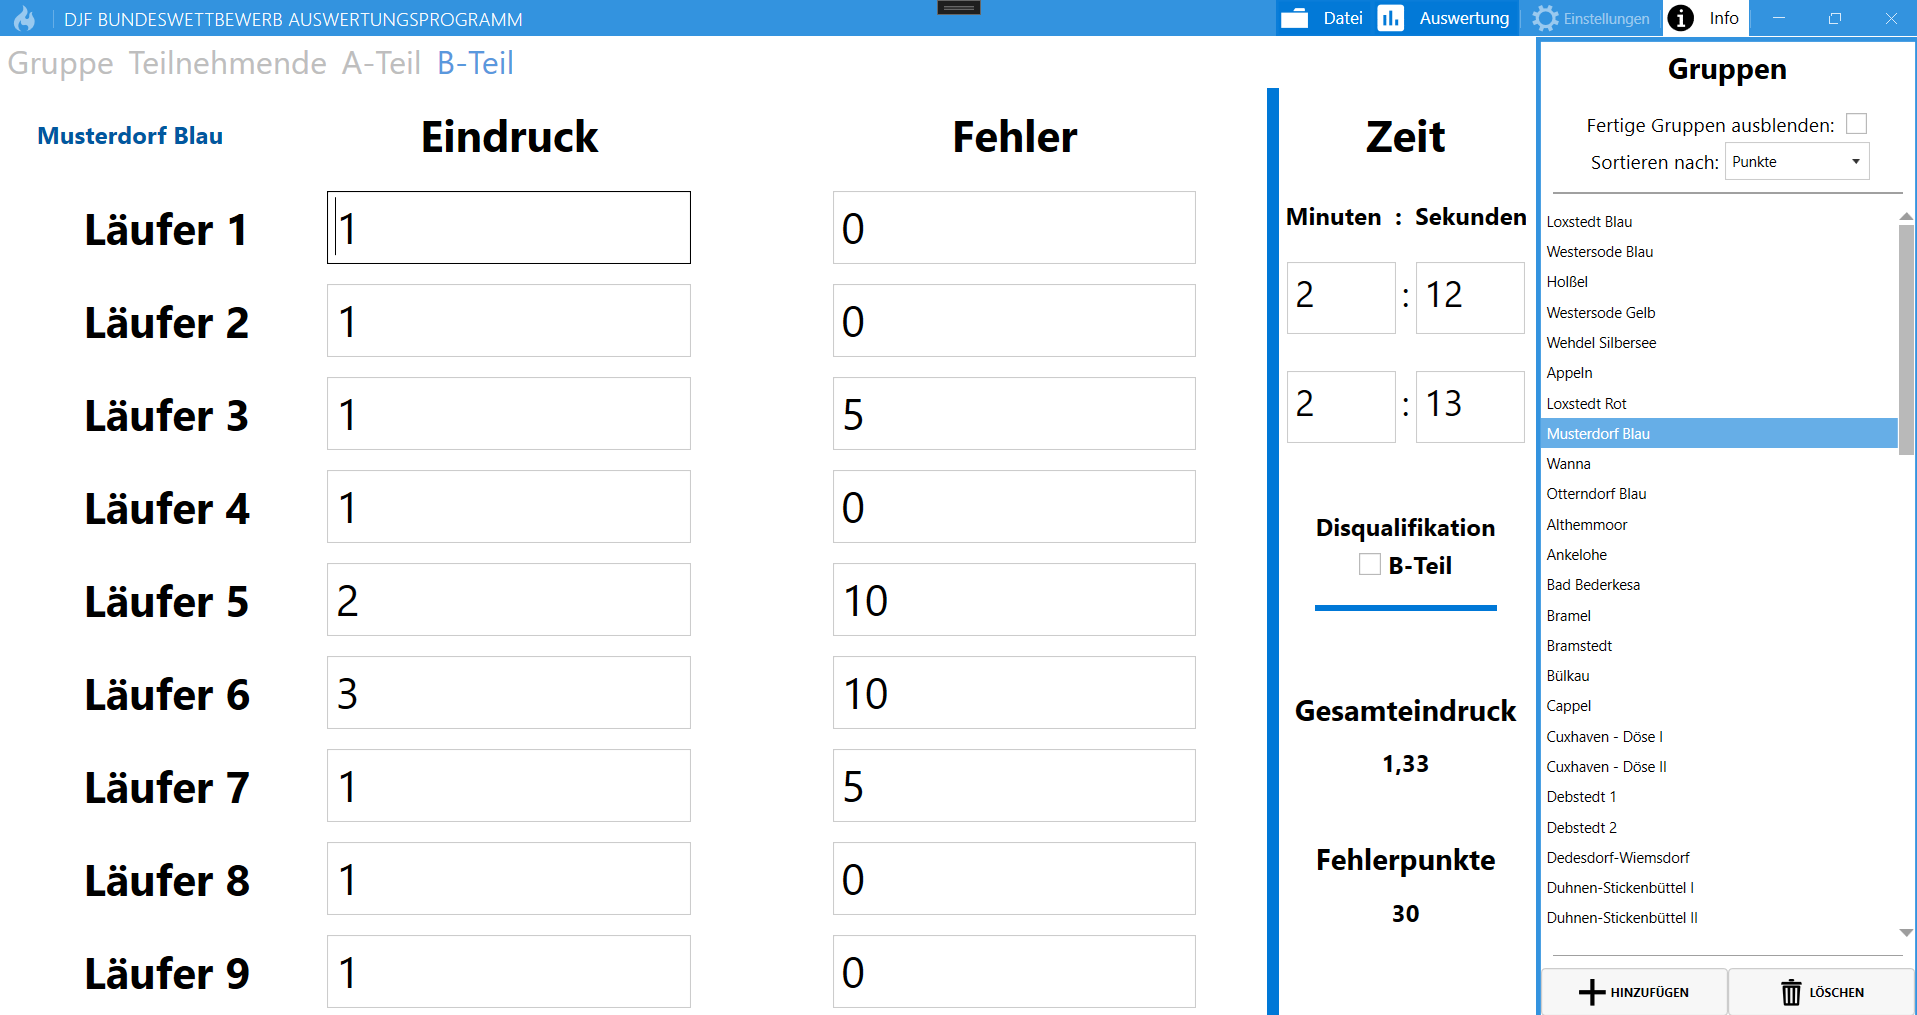 DJF BUNDESWETTBEWERB AUSWERTUNGSPROGRAMM
Datei Auswertung Einstellungen Info
Gruppe Teilnehmende A-Teil B-Teil
Musterdorf Blau Eindruck Fehler
Läufer 1 1 0
Läufer 2 1 0
Läufer 3 1 5
Läufer 4 1 0
Läufer 5 2 10
Läufer 6 3 10
Läufer 7 1 5
Läufer 8 1 0
Läufer 9 1 0
Zeit
Minuten : Sekunden
2 : 12
2 : 13
Disqualifikation
B-Teil
Gesamteindruck
1,33
Fehlerpunkte
30
Gruppen
Fertige Gruppen ausblenden:
Sortieren nach: Punkte
Loxstedt Blau
Westersode Blau
Holßel
Westersode Gelb
Wehdel Silbersee
Appeln
Loxstedt Rot
Musterdorf Blau
Wanna
Otterndorf Blau
Althemmoor
Ankelohe
Bad Bederkesa
Bramel
Bramstedt
Bülkau
Cappel
Cuxhaven - Döse I
Cuxhaven - Döse II
Debstedt 1
Debstedt 2
Dedesdorf-Wiemsdorf
Duhnen-Stickenbüttel I
Duhnen-Stickenbüttel II
HINZUFÜGEN LÖSCHEN